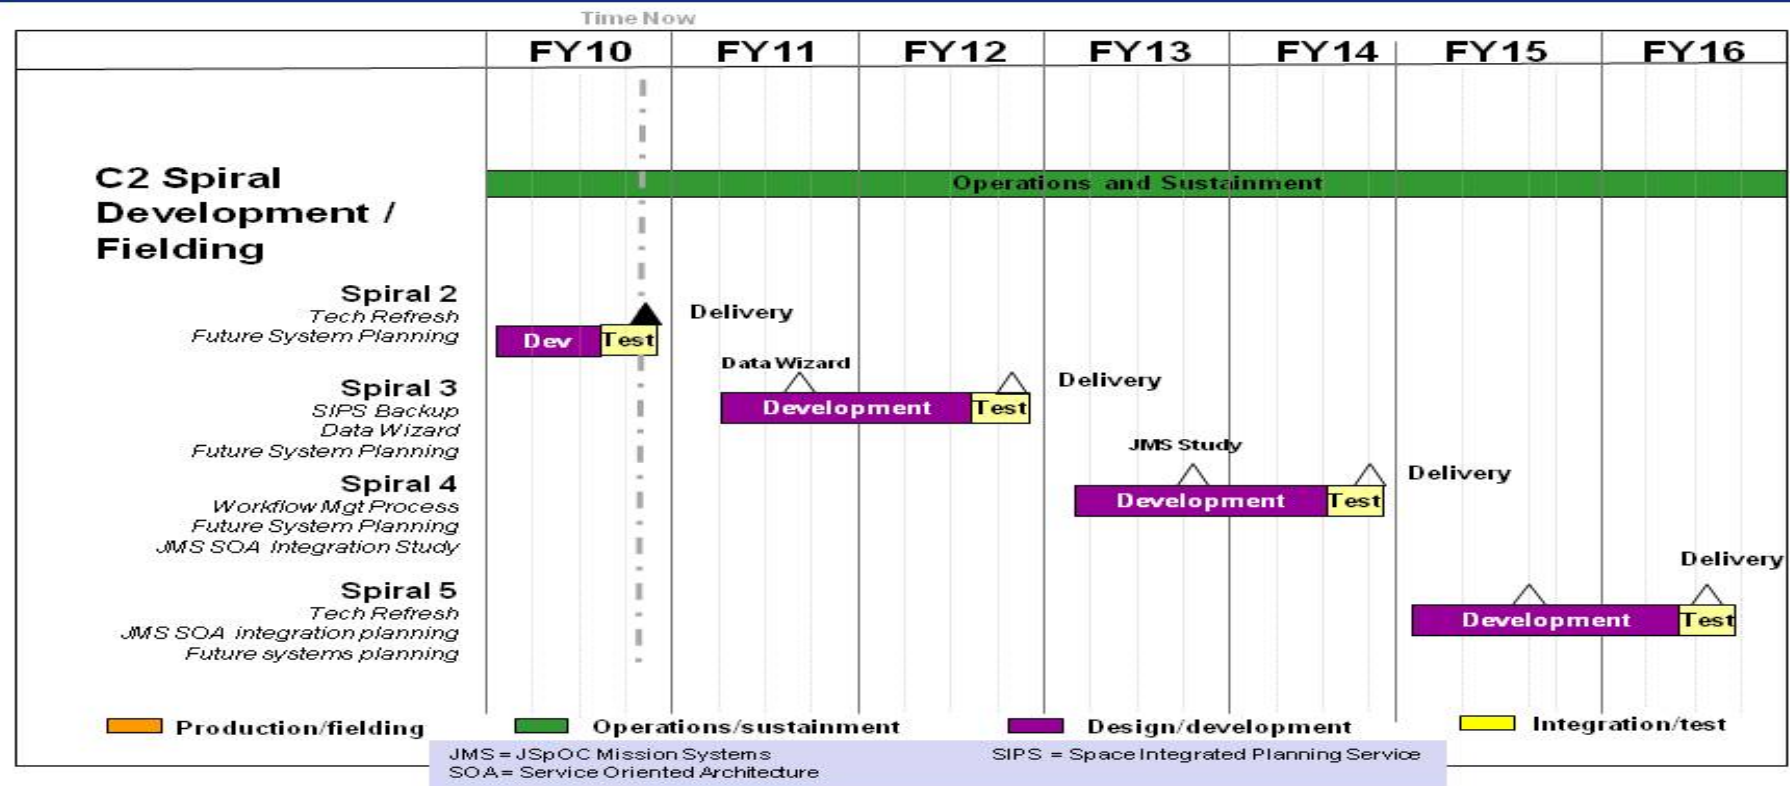 Time Now
FY10 FY11 FY12 FY13 FY14 FY15 FY16
C2 Spiral
Development /
Fielding
Operations and Sustainment
Spiral 2
Tech Refresh
Future System Planning
Delivery
Dev Test
Spiral 3
SIPS Backup
Data Wizard
Future System Planning
Data Wizard
Delivery
Development Test
Spiral 4
Workflow Mgt Process
Future System Planning
JMS SOA Integration Study
JMS Study
Delivery
Development Test
Spiral 5
Tech Refresh
JMS SOA integration planning
Future systems planning
Delivery
Development Test
Production/fielding Operations/sustainment Design/development Integration/test
JMS = JSpOC Mission Systems SIPS = Space Integrated Planning Service
SOA= Service Oriented Architecture